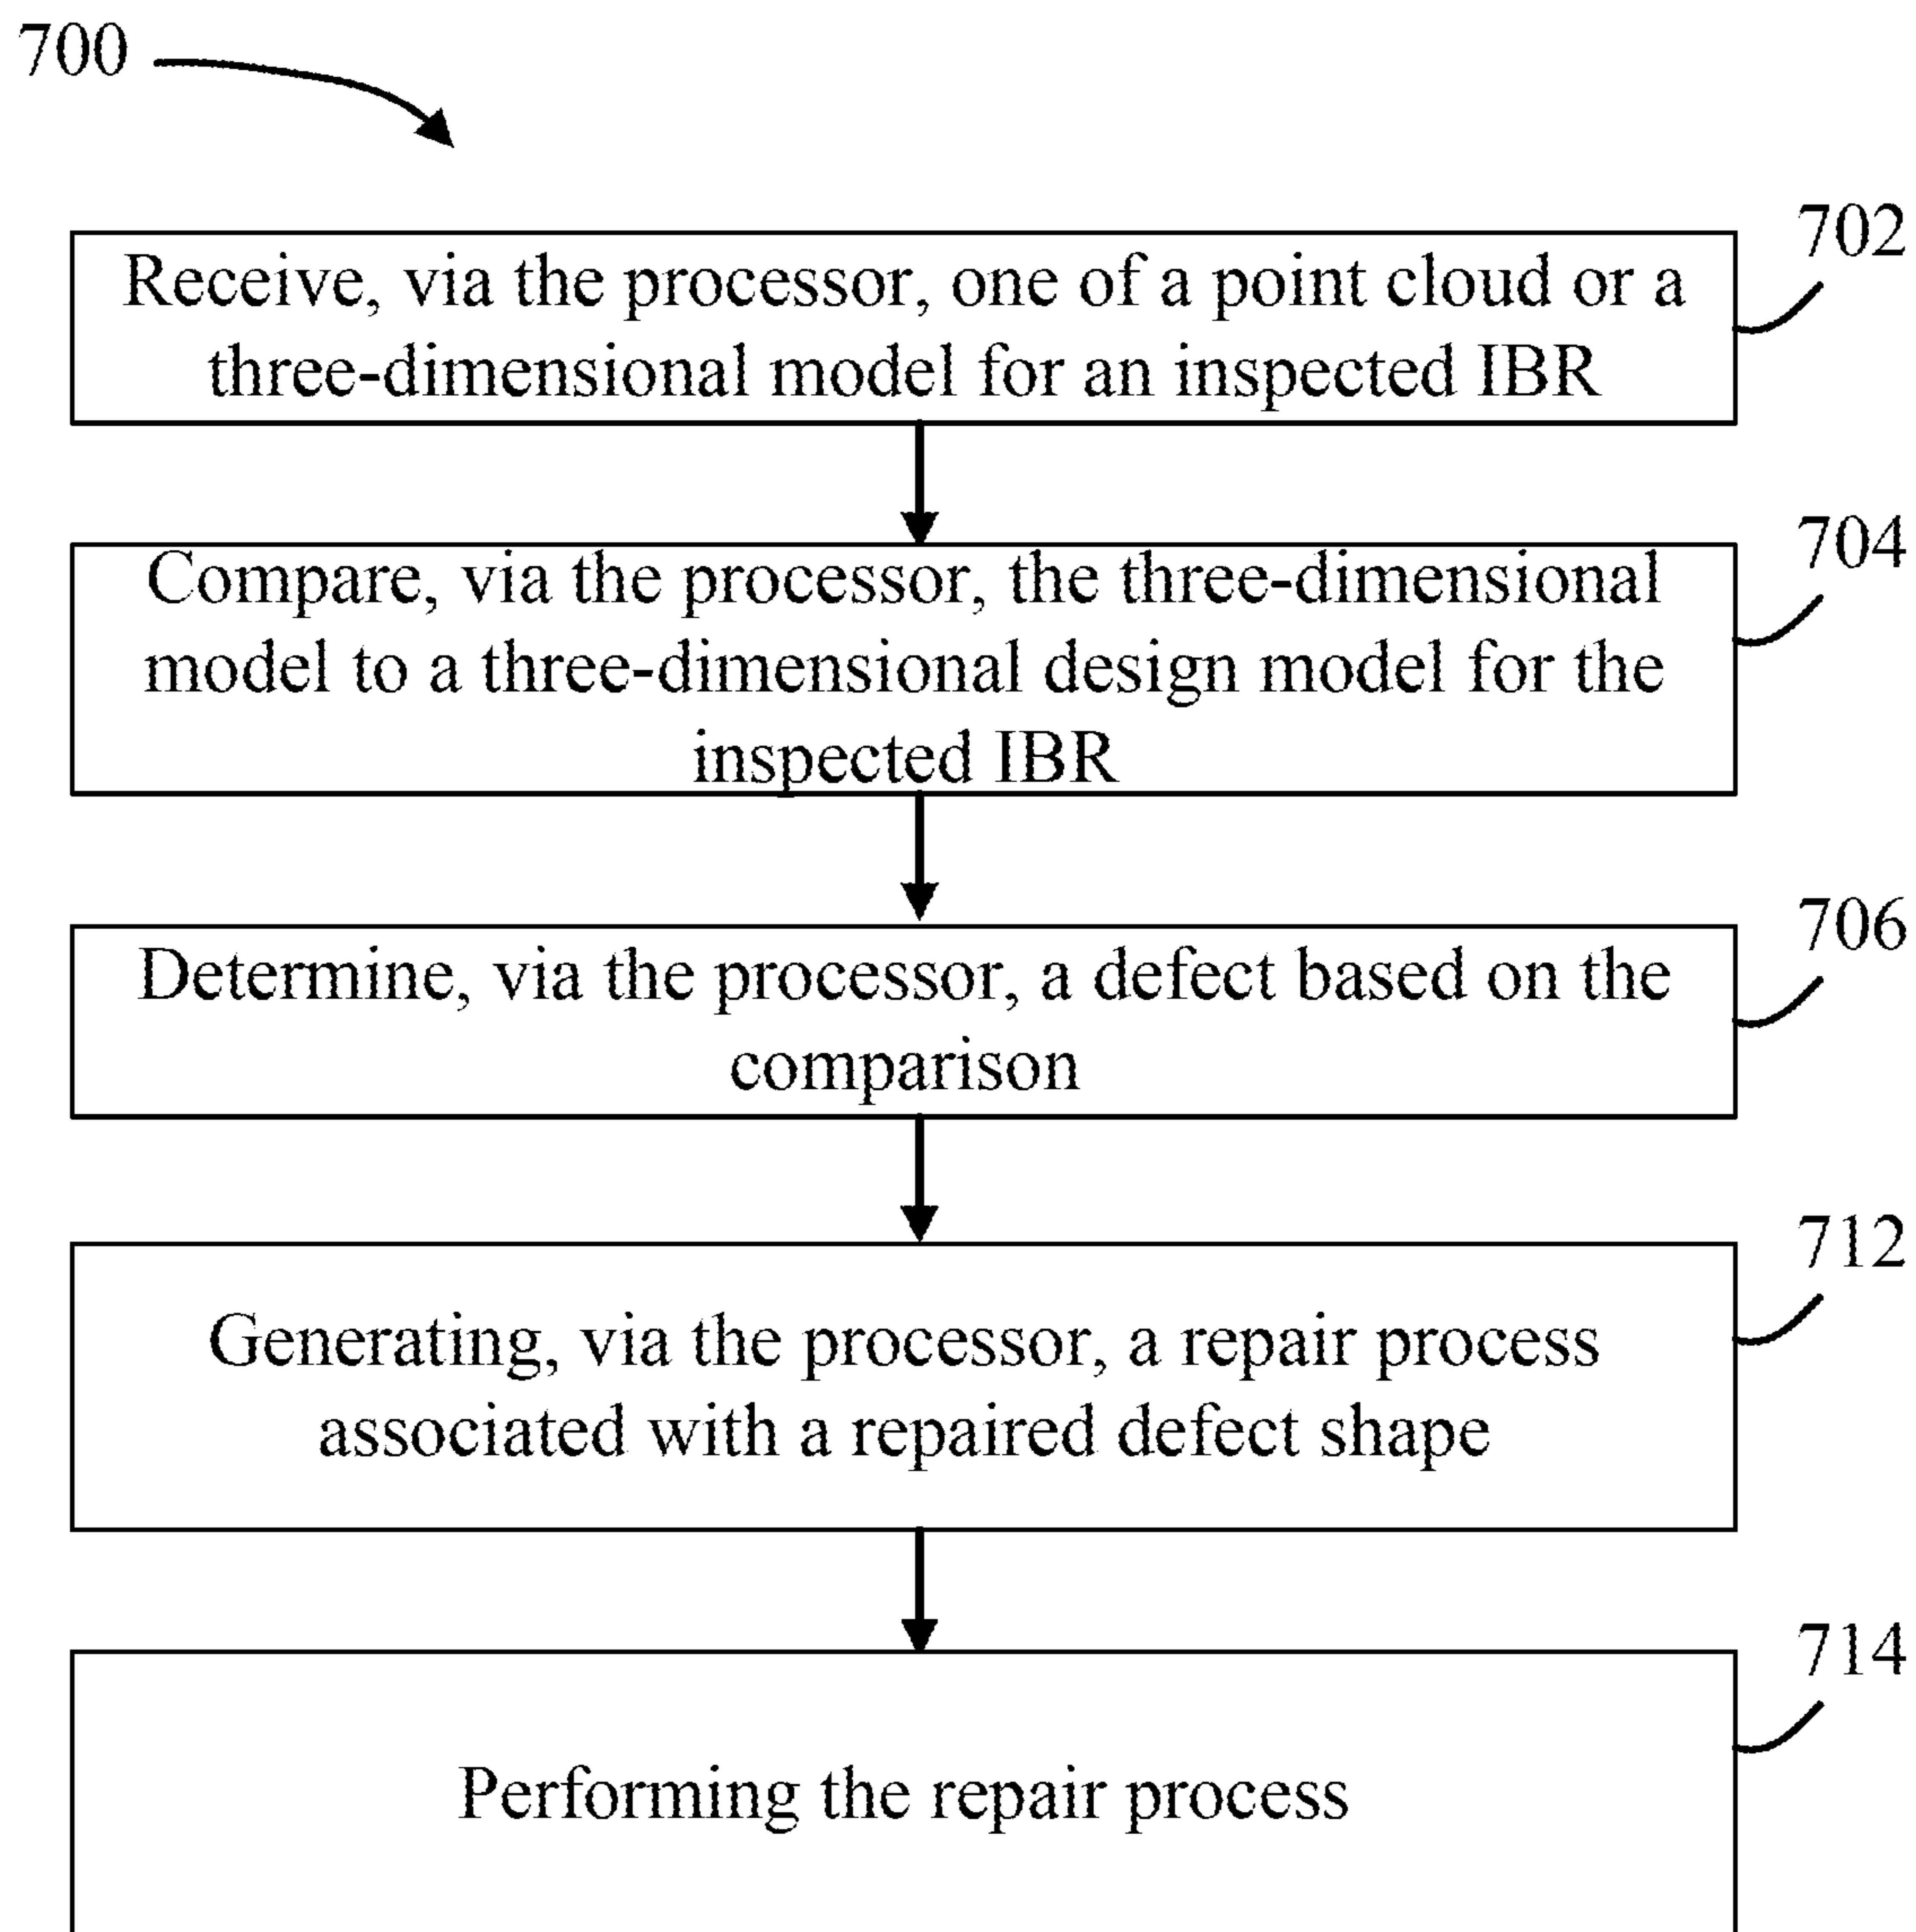 700
702
Receive, via the processor, one of a point cloud or a
three-dimensional model for an inspected IBR
704
Compare, via the processor, the three-dimensional
model to a three-dimensional design model for the
inspected IBR
706
Determine, via the processor, a defect based on the
comparison
712
Generating, via the processor, a repair process
associated with a repaired defect shape
714
Performing the repair process